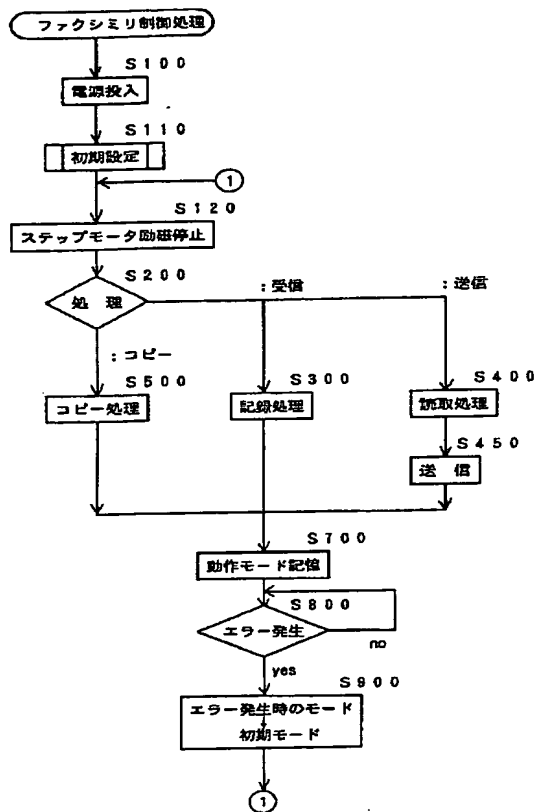 ファクシミリ制御処理
S100
電源投入
S110
初期設定
①
S120
ステップモータ励磁停止
S200
処 理
:受信
:送信
:コピー
S500
コピー処理
S300
記録処理
S400
読取処理
S450
送 信
S700
動作モード記憶
S800
エラー発生
no
yes
S900
エラー発生時のモード
初期モード
①